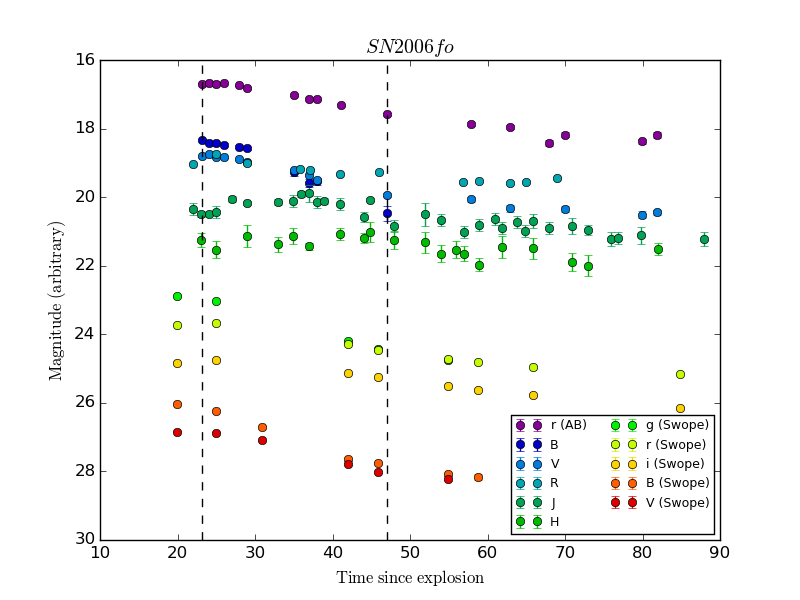 SN2006fo
16
18
20
22
24
26
28
30
Magnitude (arbitrary)
10 20 30 40 50 60 70 80 90
Time since explosion
r (AB)
B
V
R
J
H
g (Swope)
r (Swope)
i (Swope)
B (Swope)
V (Swope)